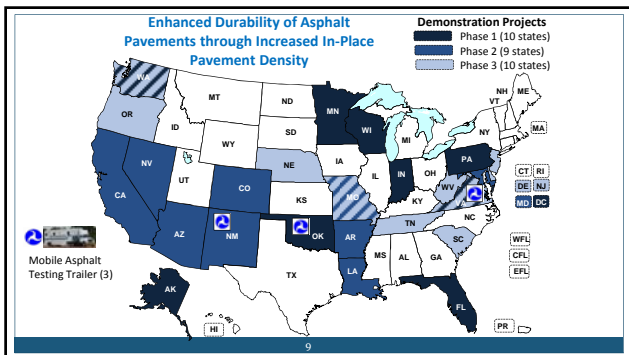 Enhanced Durability of Asphalt
Pavements through Increased In-Place
Pavement Density
Demonstration Projects
Phase 1 (10 states)
Phase 2 (9 states)
Phase 3 (10 states)
WA
MT
ND
MN
NH
VT
ME
OR
ID
SD
WI
MI
NY
MA
WY
IA
PA
CT
RI
NV
UT
NE
IL
IN
OH
WV
DE
NJ
CA
CO
KS
MO
KY
MD
DC
AZ
NM
OK
AR
TN
NC
SC
WFL
CFL
EFL
Mobile Asphalt
Testing Trailer (3)
TX
LA
MS
AL
GA
AK
HI
FL
PR
9